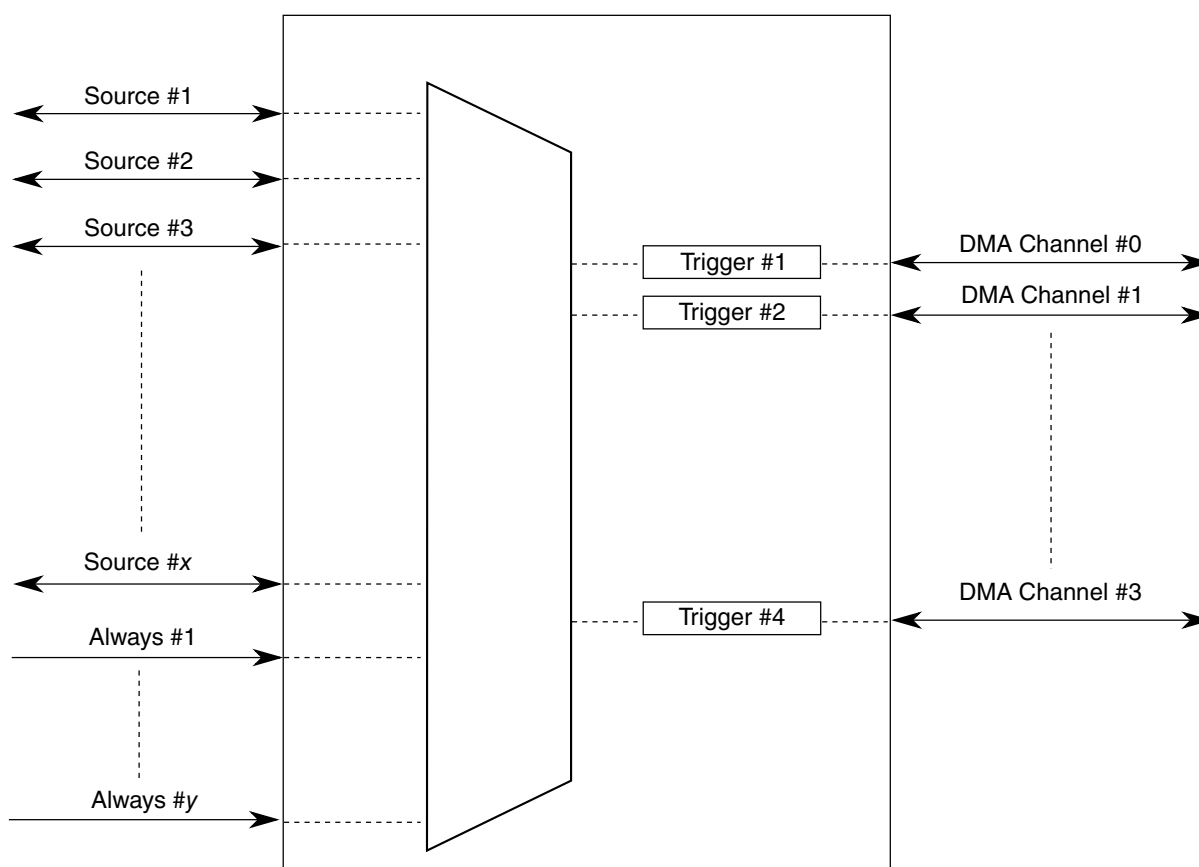 Source #1
Source #2
Source #3
Source #x
Always #1
Always #y
Trigger #1
Trigger #2
Trigger #4
DMA Channel #0
DMA Channel #1
DMA Channel #3